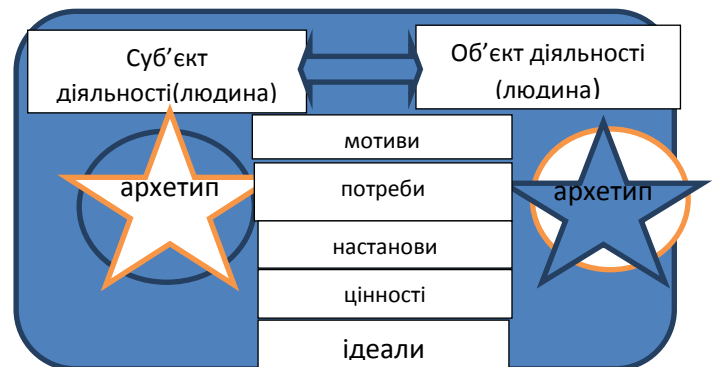 Суб’єкт
діяльності(людина)
Об’єкт діяльності
(людина)
мотиви
архетип
потреби
архетип
настанови
цінності
ідеали